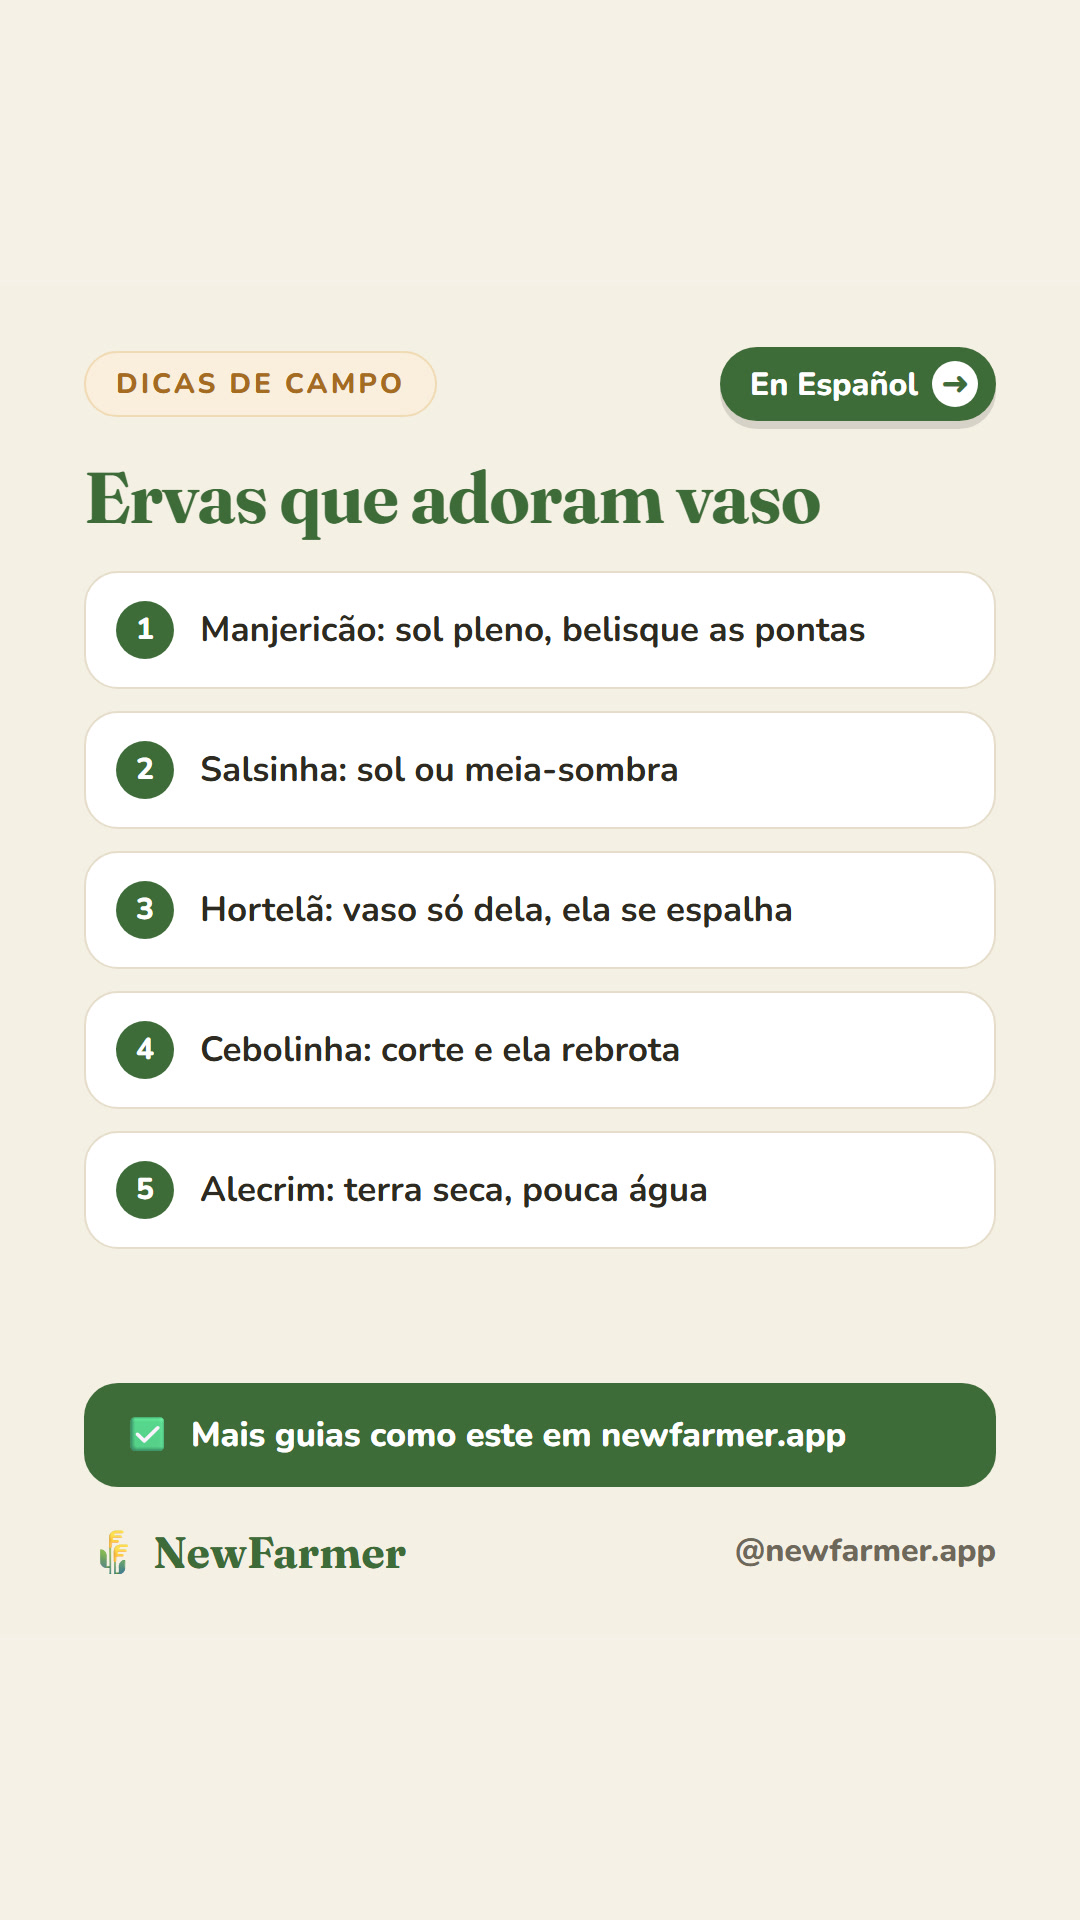 DICAS DE CAMPO
En Español
Ervas que adoram vaso
1 Manjericão: sol pleno, belisque as pontas
2 Salsinha: sol ou meia-sombra
3 Hortelã: vaso só dela, ela se espalha
4 Cebolinha: corte e ela rebrota
5 Alecrim: terra seca, pouca água
Mais guias como este em newfarmer.app
NewFarmer
@newfarmer.app